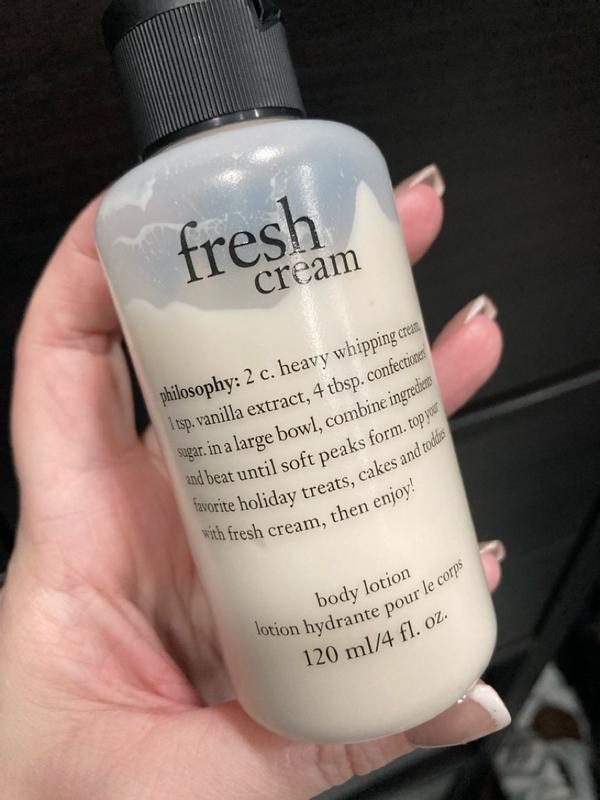 fresh
cream
philosophy: 2 c. heavy whipping cream,
1 tsp. vanilla extract, 4 tbsp. confectioners'
sugar. in a large bowl, combine ingredients
and beat until soft peaks form. top your
favorite holiday treats, cakes and toddies
with fresh cream, then enjoy!
body lotion
lotion hydrante pour le corps
120 ml/4 fl. oz.